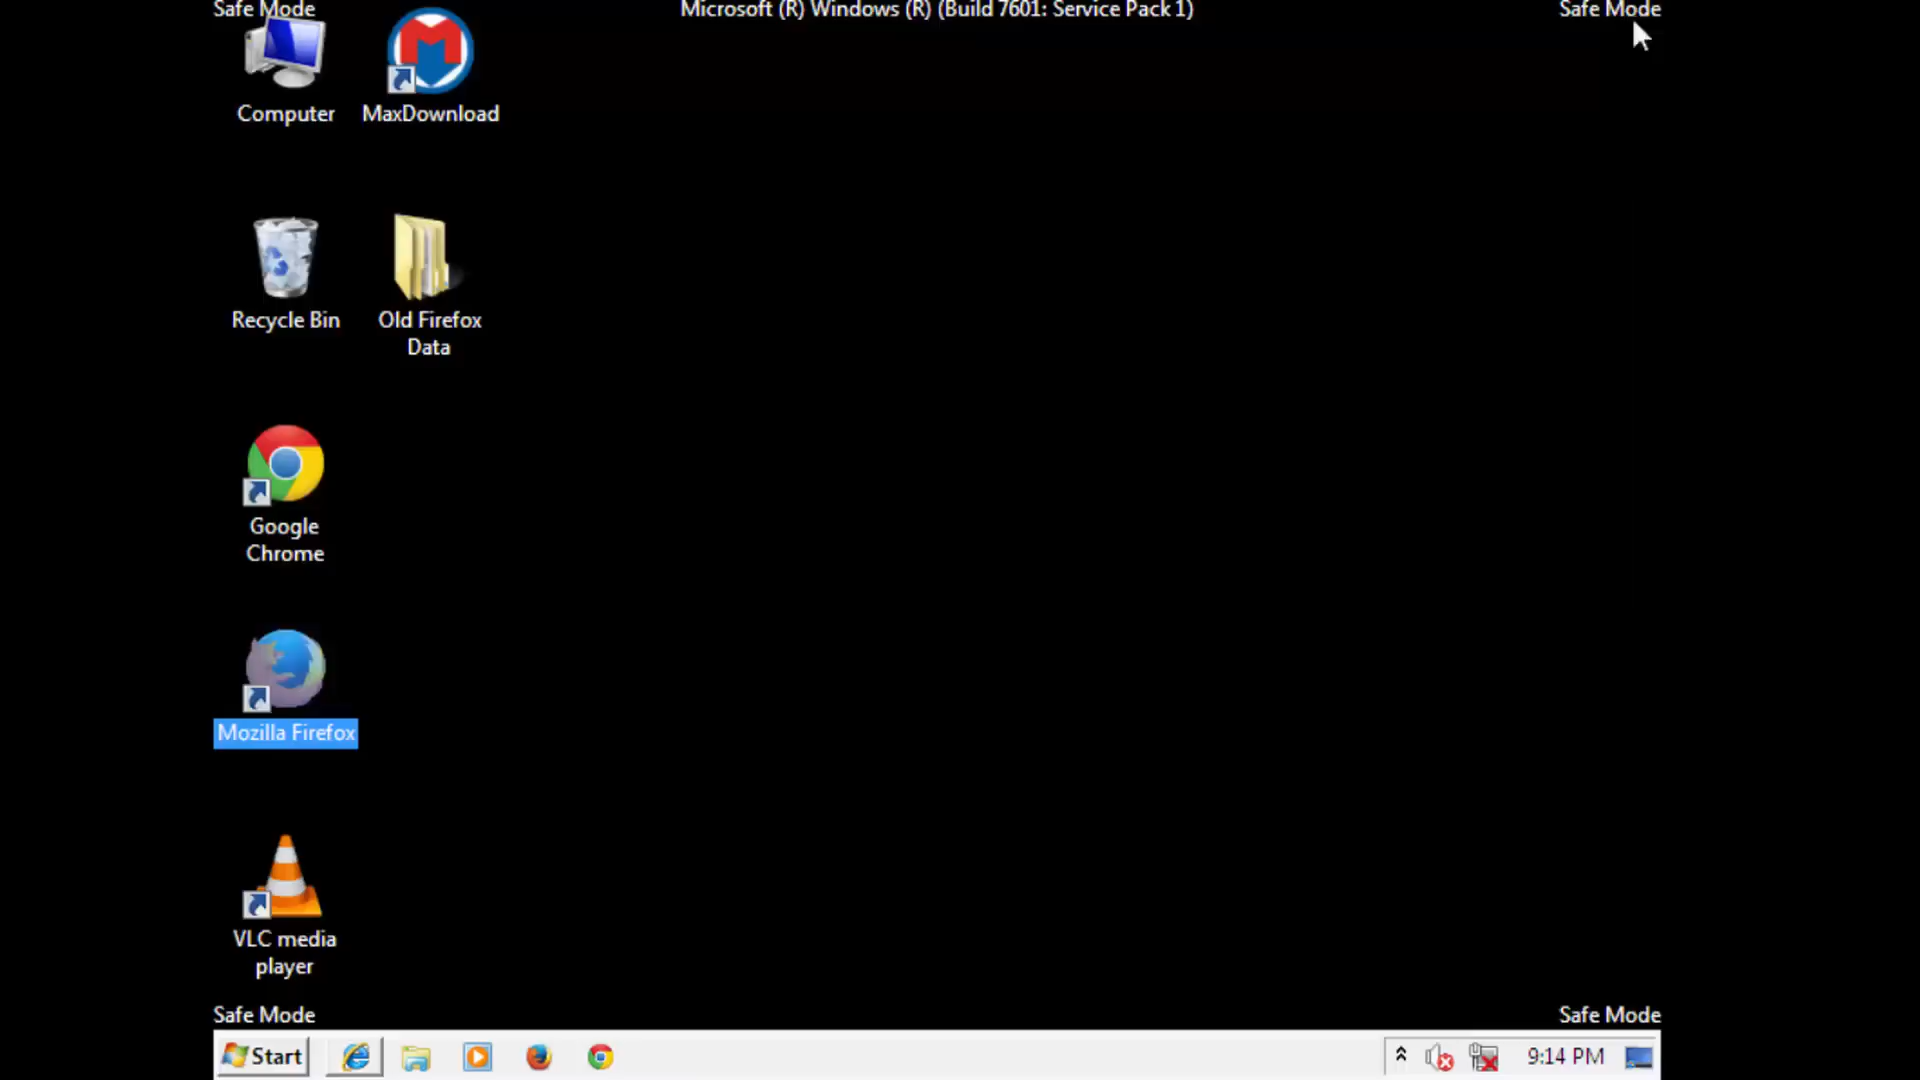 Safe Mode
Microsoft (R) Windows (R) (Build 7601: Service Pack 1)
Safe Mode
Computer
MaxDownload
Recycle Bin
Old Firefox
Data
Google
Chrome
Mozilla Firefox
VLC media
player
Safe Mode
Safe Mode
Start
9:14 PM